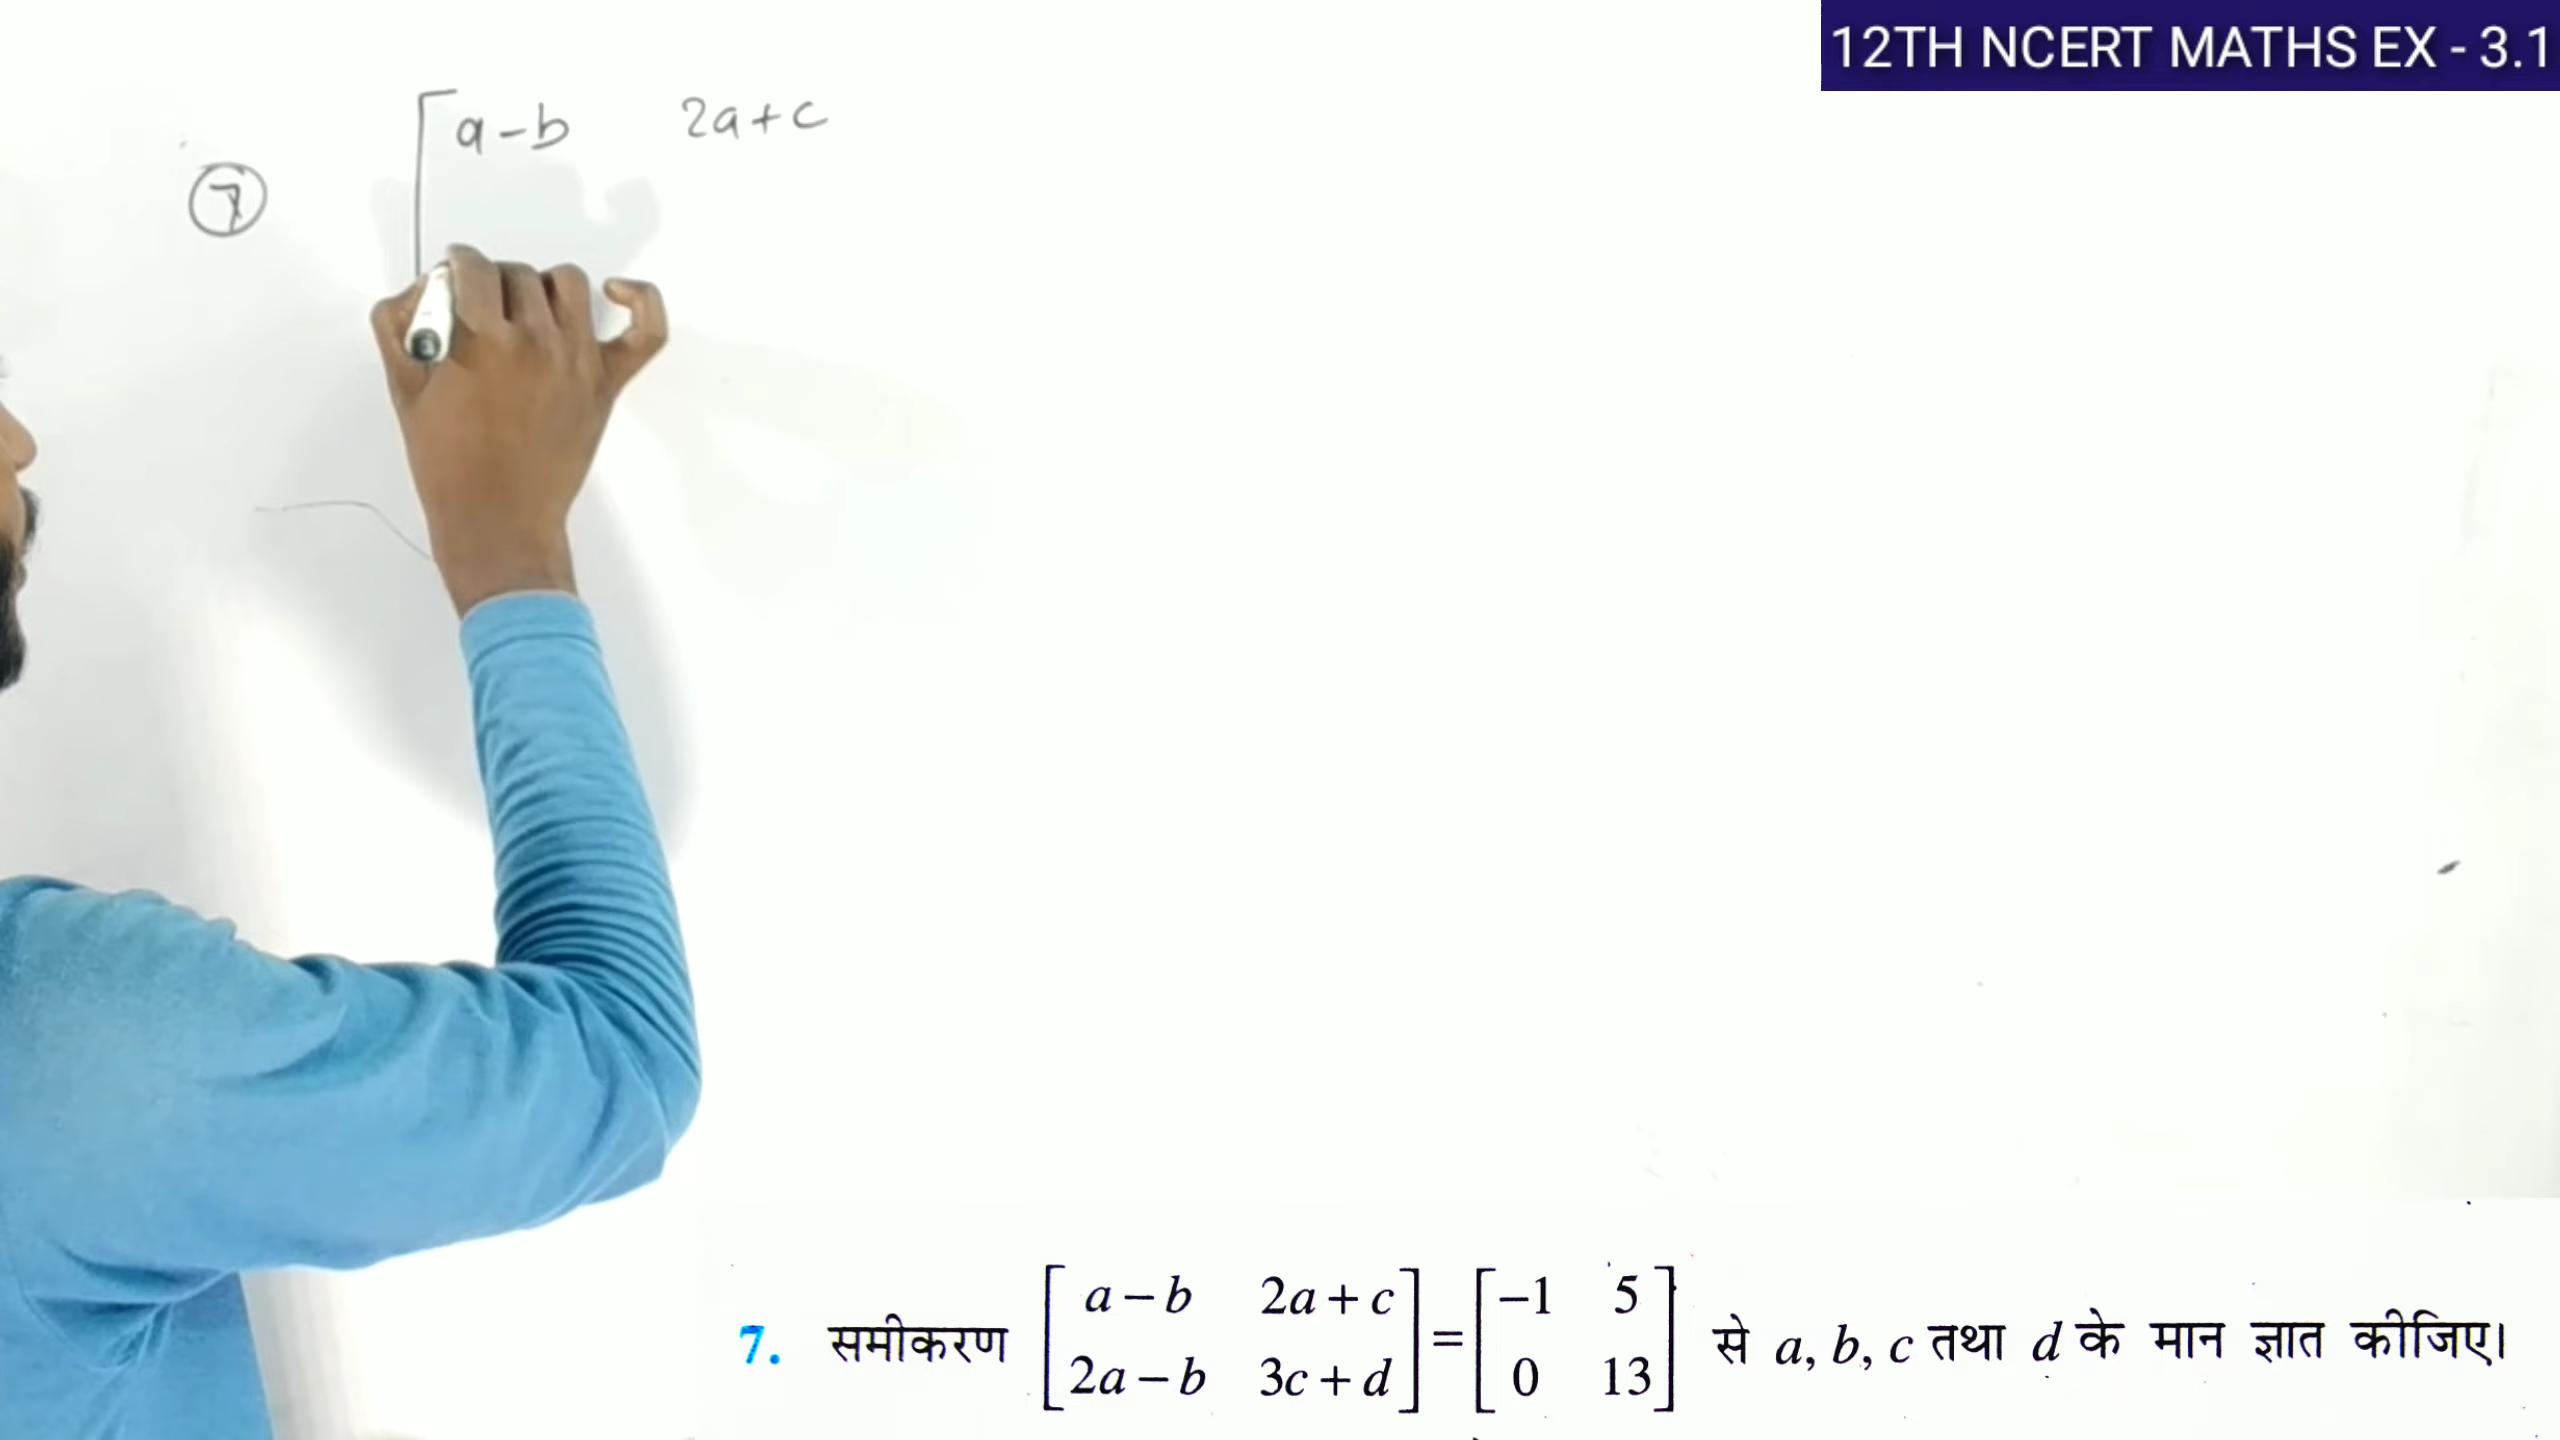 12TH NCERT MATHS EX - 3.1
a-b 2a+c
7
7. समीकरण [a-b 2a+c
2a-b 3c+d] = [-1 5
0 13] से a, b, c तथा d के मान ज्ञात कीजिए।